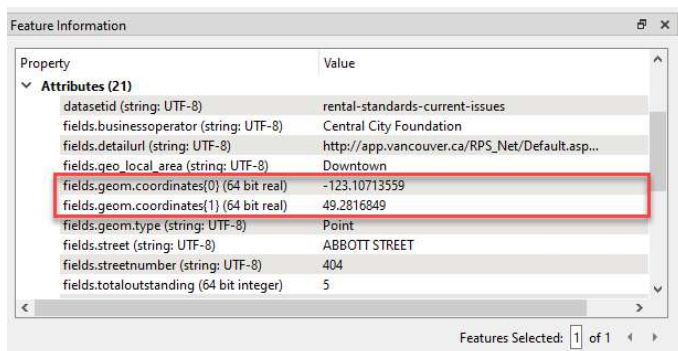 Feature Information
Property Value
Attributes (21)
datasetid (string: UTF-8) rental-standards-current-issues
fields.businessoperator (string: UTF-8) Central City Foundation
fields.detailurl (string: UTF-8) http://app.vancouver.ca/RPS_Net/Default.asp...
fields.geo_local_area (string: UTF-8) Downtown
fields.geom.coordinates{0} (64 bit real) -123.10713559
fields.geom.coordinates{1} (64 bit real) 49.2816849
fields.geom.type (string: UTF-8) Point
fields.street (string: UTF-8) ABBOTT STREET
fields.streetnumber (string: UTF-8) 404
fields.totaloutstanding (64 bit integer) 5
Features Selected: 1 of 1